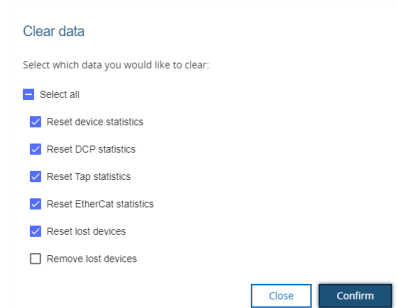 Clear data
Select which data you would like to clear:
Select all
Reset device statistics
Reset DCP statistics
Reset Tap statistics
Reset EtherCat statistics
Reset lost devices
Remove lost devices
Close Confirm